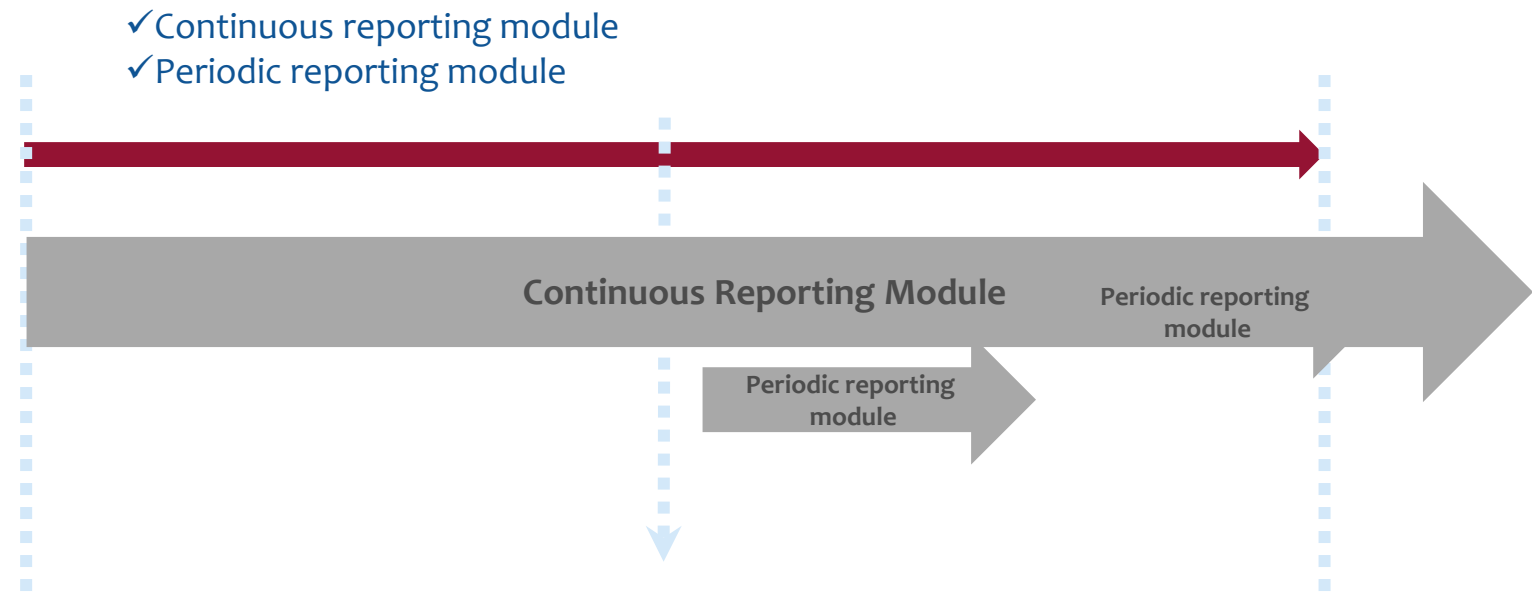 ✓Continuous reporting module
✓Periodic reporting module
Continuous Reporting Module
Periodic reporting
module
Periodic reporting
module